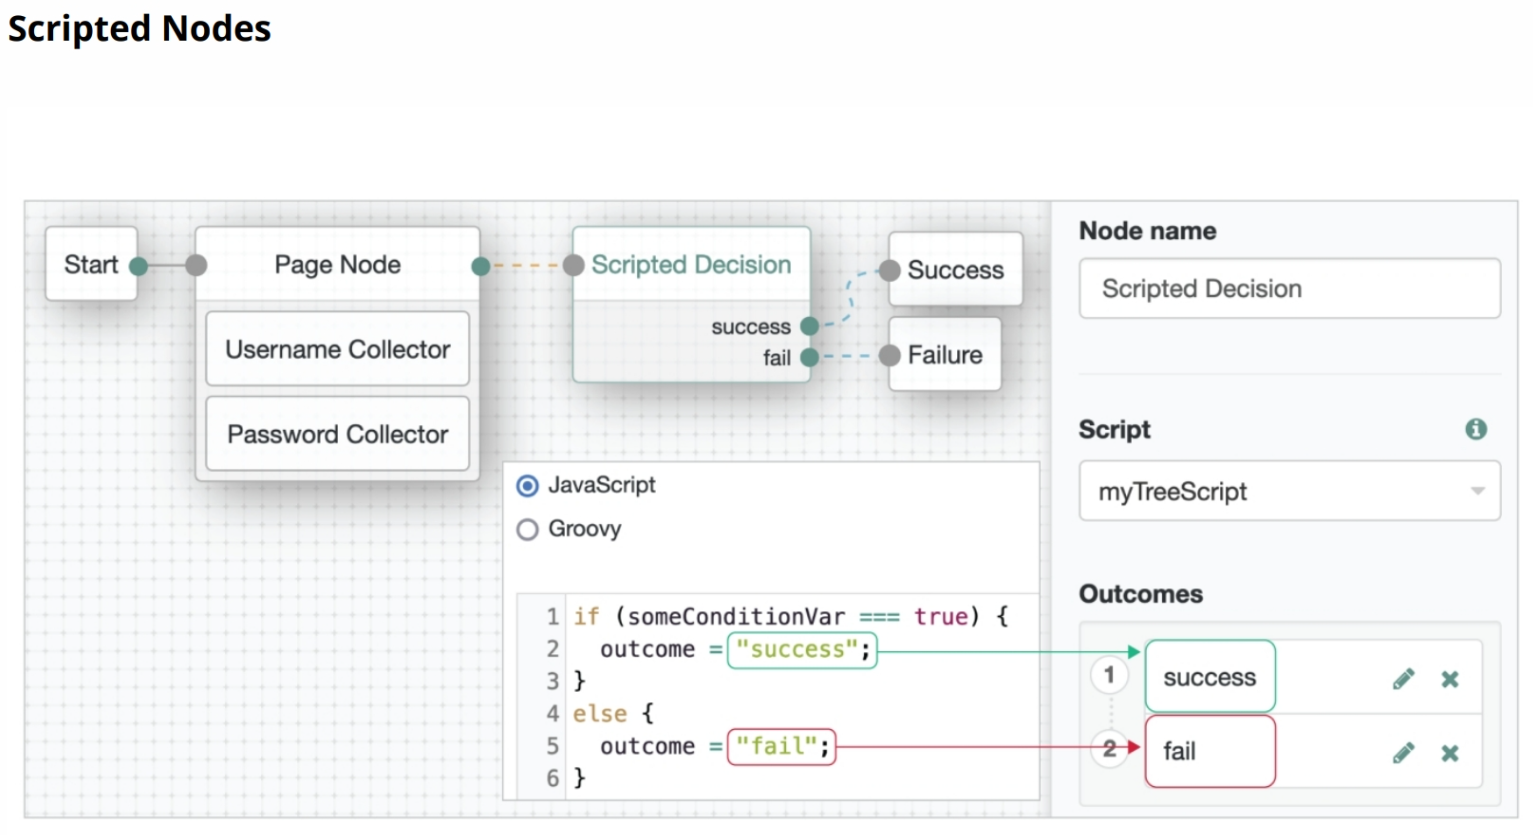 Scripted Nodes
Start
Page Node
Username Collector
Password Collector
Scripted Decision
success
fail
Success
Failure
JavaScript
Groovy
1 if (someConditionVar === true) {
2 outcome = "success";
3 }
4 else {
5 outcome = "fail";
6 }
Node name
Scripted Decision
Script
i
myTreeScript
Outcomes
1 success
2 fail